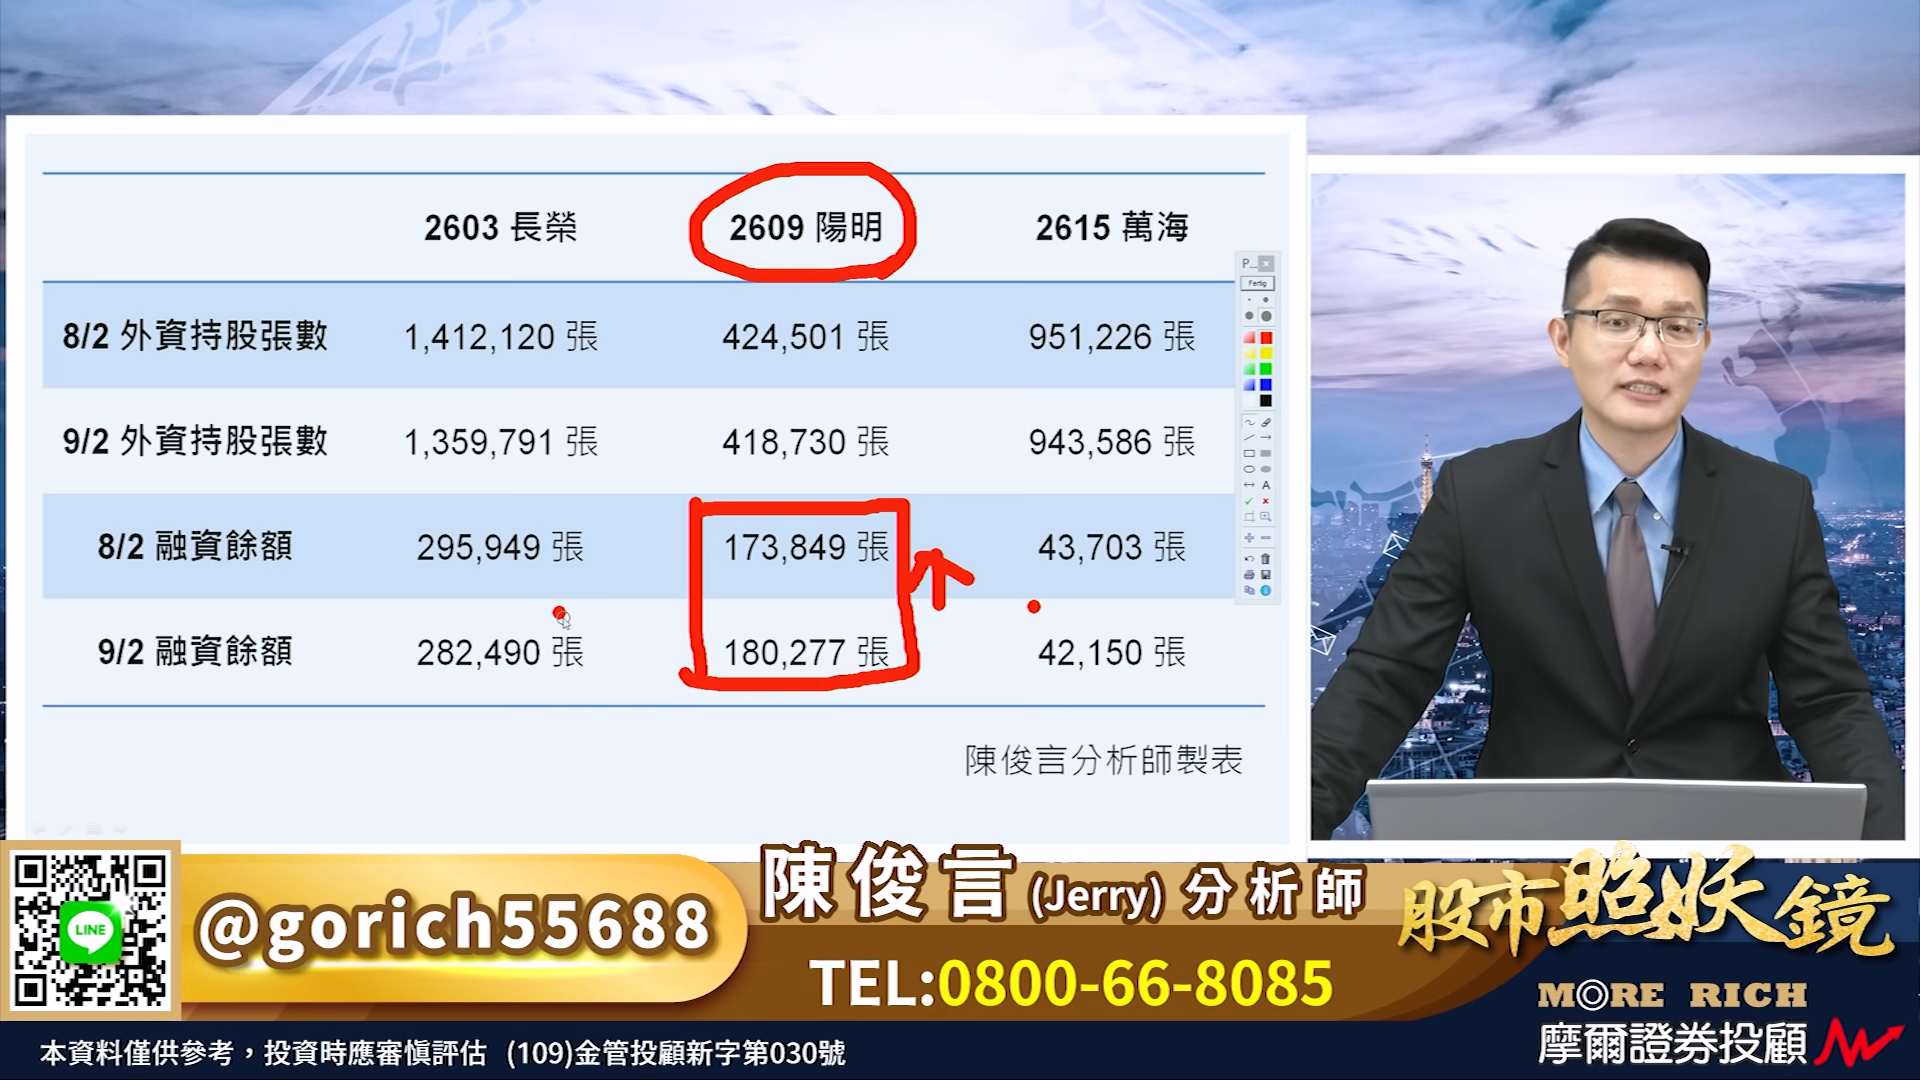 2603 長榮 2609 陽明 2615 萬海
8/2 外資持股張數 1,412,120 張 424,501 張 951,226 張
9/2 外資持股張數 1,359,791 張 418,730 張 943,586 張
8/2 融資餘額 295,949 張 173,849 張 43,703 張
9/2 融資餘額 282,490 張 180,277 張 42,150 張
陳俊言分析師製表
P...
Fertig
A
LINE
@gorich55688
陳俊言 (Jerry) 分析師
TEL:0800-66-8085
股市照妖鏡
MORE RICH
摩爾證券投顧
本資料僅供參考，投資時應審慎評估 (109)金管投顧新字第030號